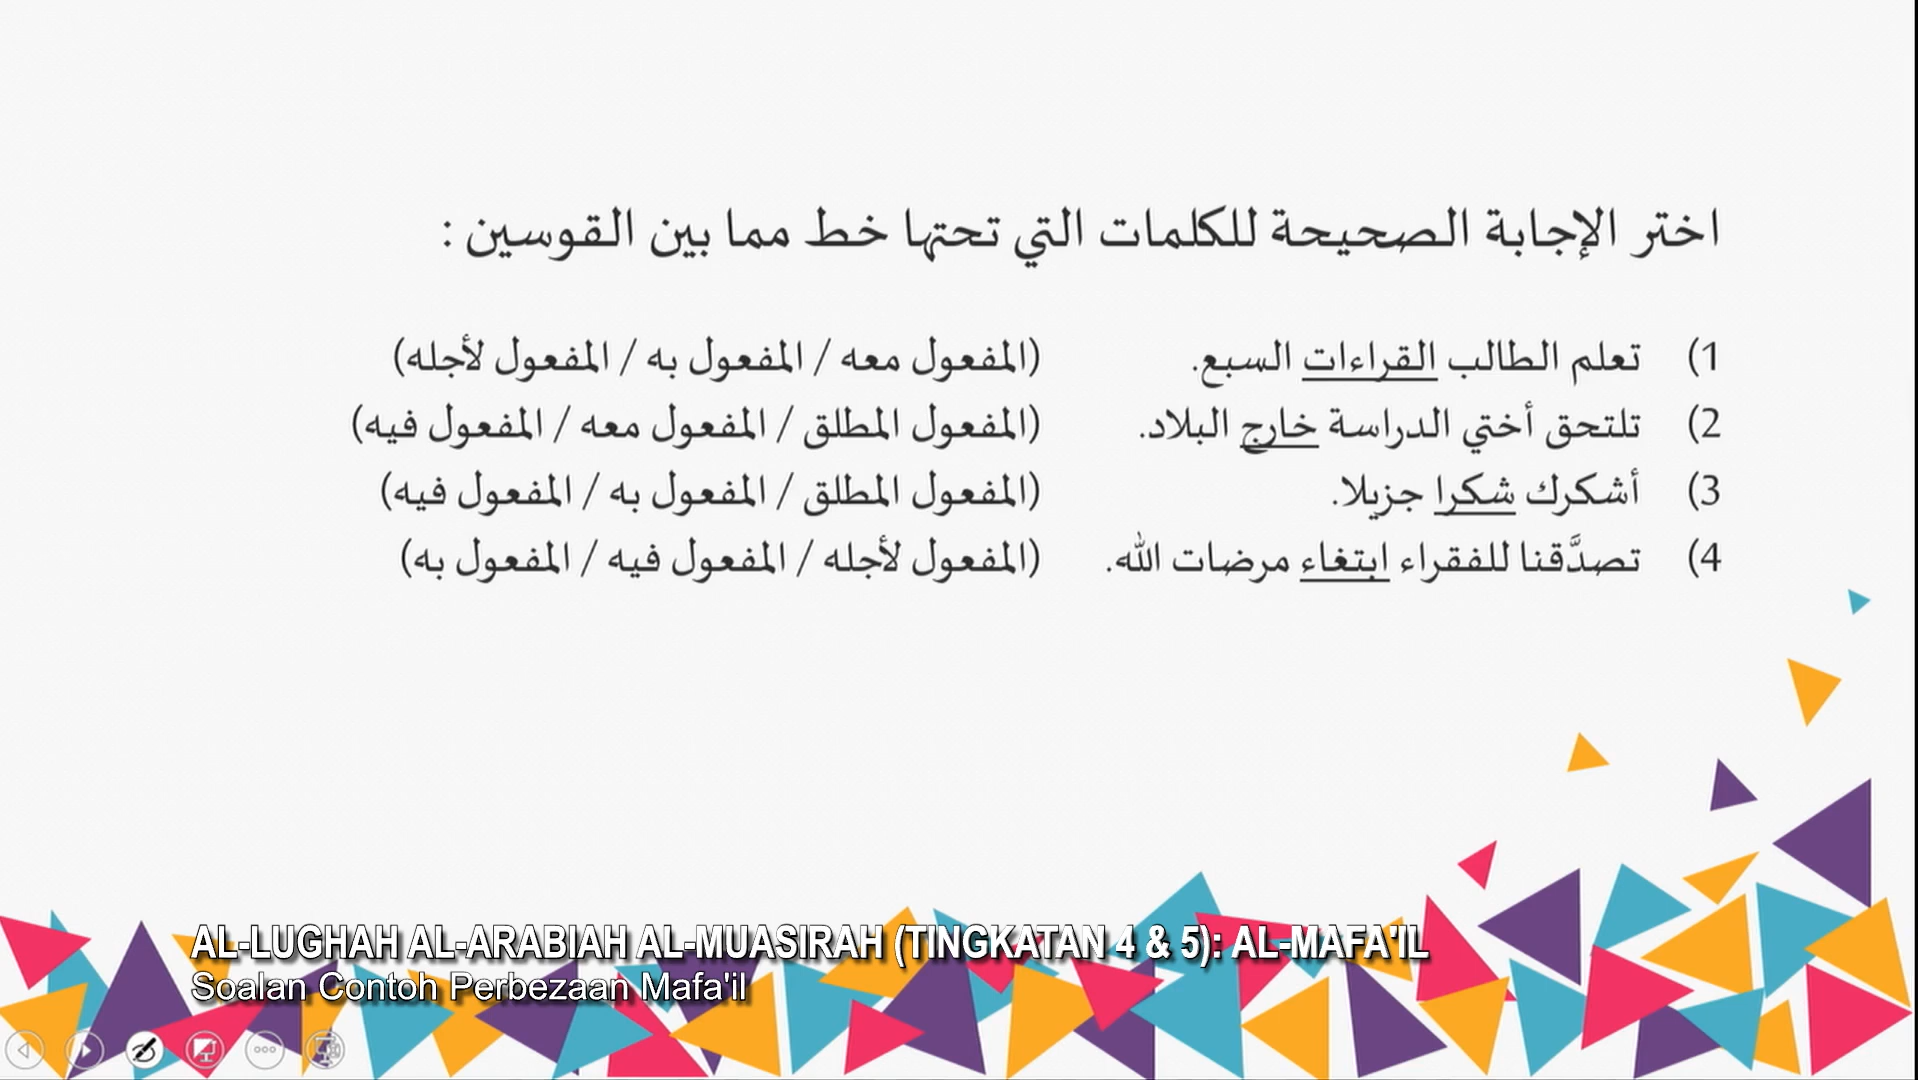 اختر الإجابة الصحيحة للكلمات التي تحتها خط مما بين القوسين :
1) تعلم الطالب القراءات السبع. (المفعول معه / المفعول به / المفعول لأجله)
2) تلتحق أختي الدراسة خارج البلاد. (المفعول المطلق / المفعول معه / المفعول فيه)
3) أشكرك شكرا جزيلا. (المفعول المطلق / المفعول به / المفعول فيه)
4) تصدَّقنا للفقراء ابتغاء مرضات الله. (المفعول لأجله / المفعول فيه / المفعول به)
AL-LUGHAH AL-ARABIAH AL-MUASIRAH (TINGKATAN 4 & 5): AL-MAFA'IL
Soalan Contoh Perbezaan Mafa'il